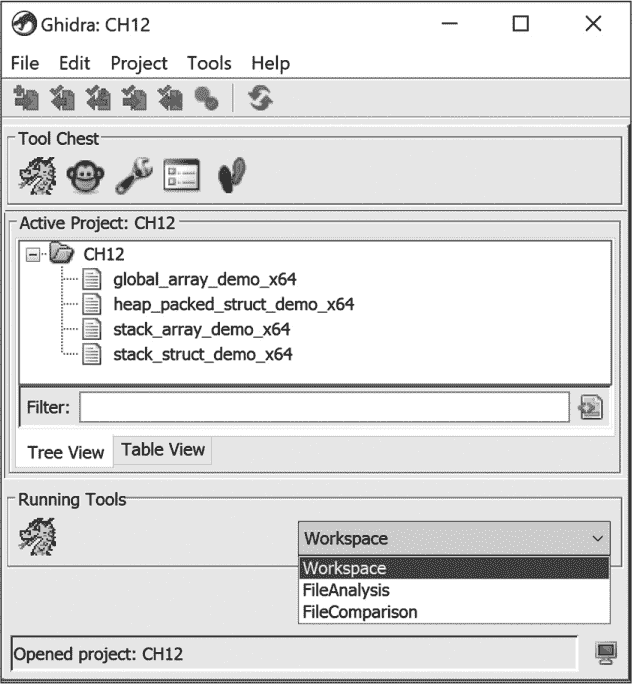 Ghidra: CH12
File Edit Project Tools Help
Tool Chest
Active Project: CH12
CH12
global_array_demo_x64
heap_packed_struct_demo_x64
stack_array_demo_x64
stack_struct_demo_x64
Filter:
Tree View Table View
Running Tools
Workspace
Workspace
FileAnalysis
FileComparison
Opened project: CH12